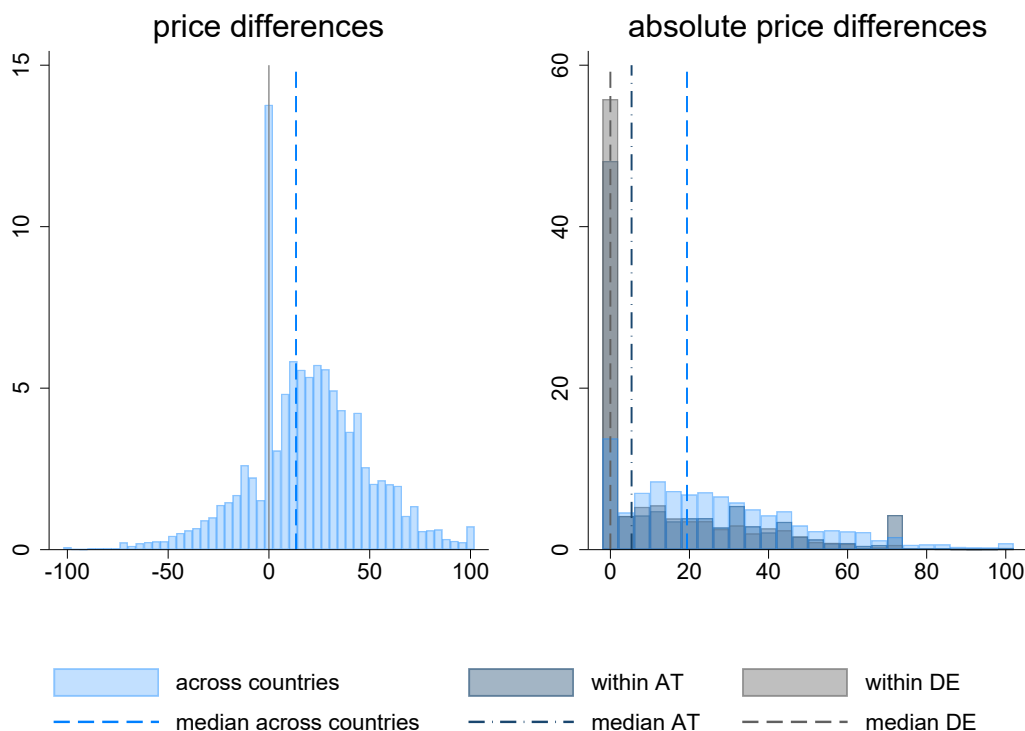 price differences
absolute price differences
15
10
5
0
-100 -50 0 50 100
60
40
20
0
0 20 40 60 80 100
across countries
within AT
within DE
median across countries
median AT
median DE